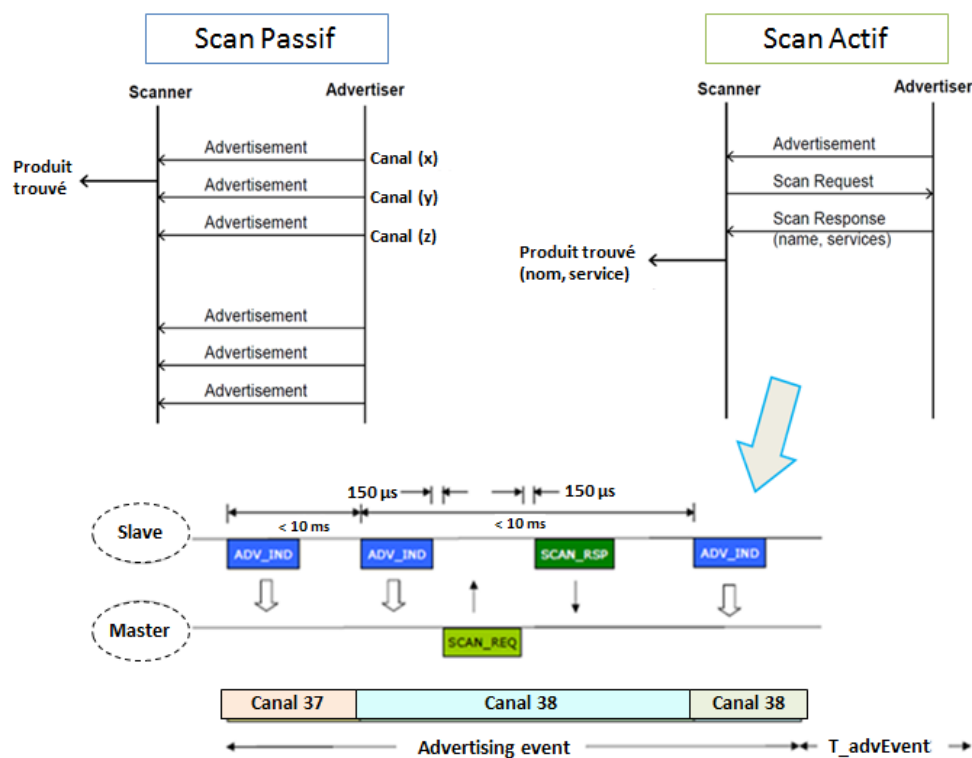 Scan Passif
Scan Actif
Scanner
Advertiser
Advertisement
Canal (x)
Produit
trouvé
Advertisement
Canal (y)
Advertisement
Canal (z)
Advertisement
Advertisement
Advertisement
Scanner
Advertiser
Advertisement
Scan Request
Scan Response
(name, services)
Produit trouvé
(nom, service)
150 µs
150 µs
< 10 ms
< 10 ms
Slave
ADV_IND
ADV_IND
SCAN_RSP
ADV_IND
Master
SCAN_REQ
Canal 37
Canal 38
Canal 38
Advertising event
T_advEvent